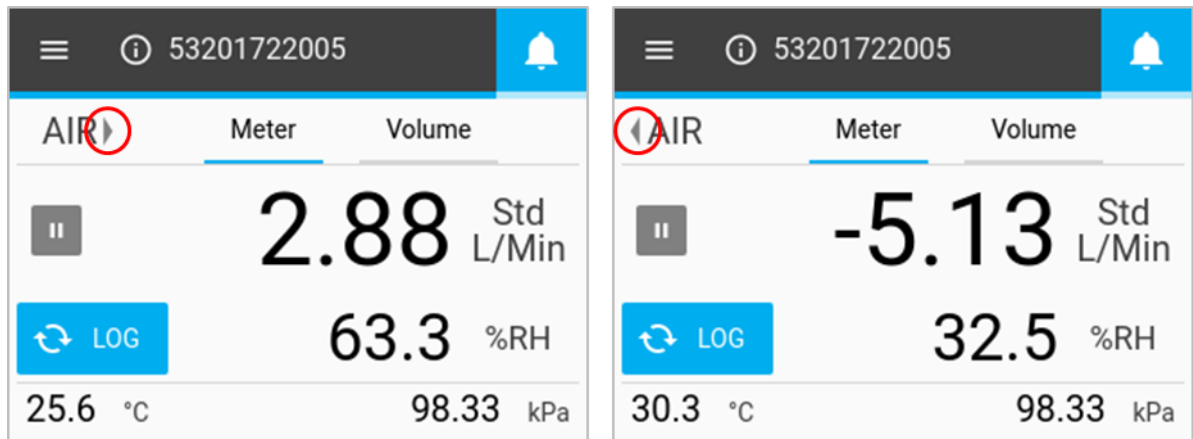 53201722005
AIR Meter Volume
2.88 Std L/Min
LOG 63.3 %RH
25.6 °C 98.33 kPa
53201722005
AIR Meter Volume
-5.13 Std L/Min
LOG 32.5 %RH
30.3 °C 98.33 kPa